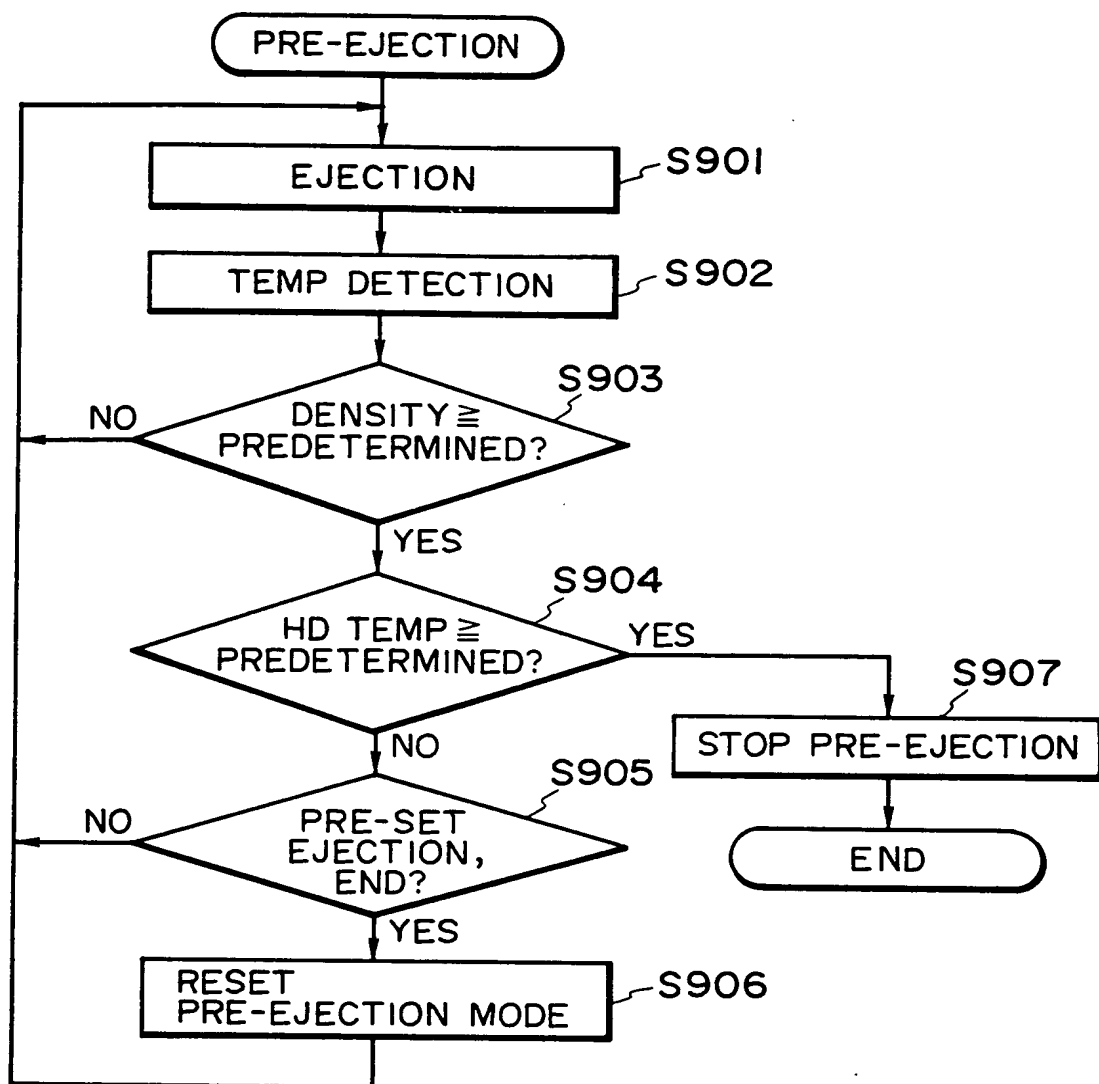 PRE-EJECTION
EJECTION
S901
TEMP DETECTION
S902
S903
NO
DENSITY ≧
PREDETERMINED?
YES
S904
HD TEMP ≧
PREDETERMINED?
YES
S907
NO
STOP PRE-EJECTION
S905
NO
PRE-SET
EJECTION,
END?
END
YES
RESET
PRE-EJECTION MODE
S906